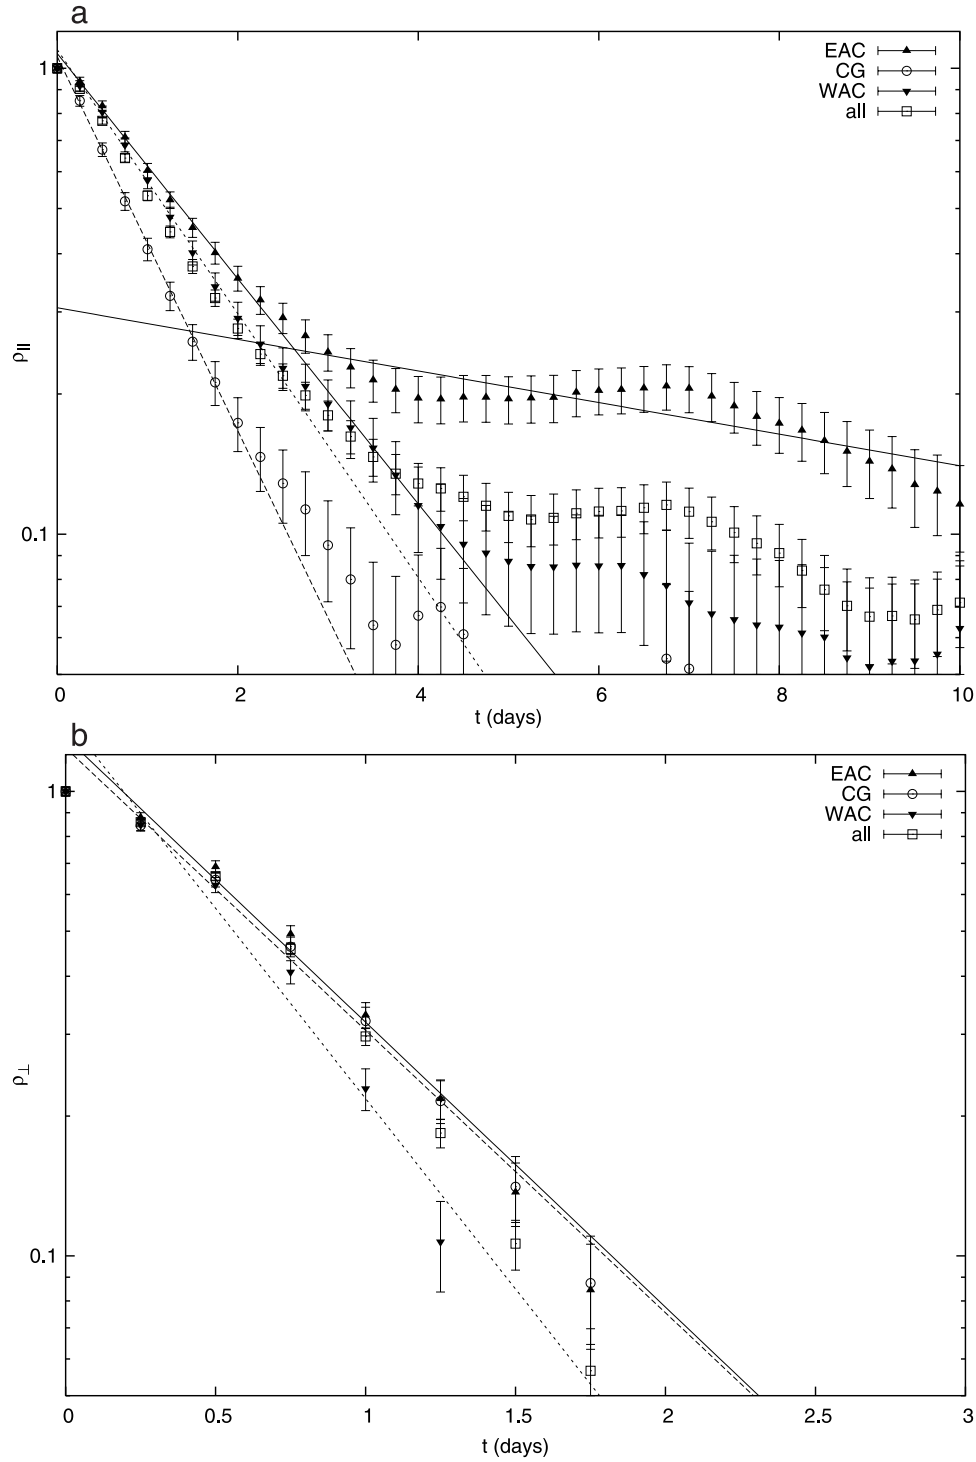 a
1
EAC
CG
WAC
all
ρ||
0.1
0 2 4 6 8 10
t (days)
b
1
EAC
CG
WAC
all
ρ⊥
0.1
0 0.5 1 1.5 2 2.5 3
t (days)